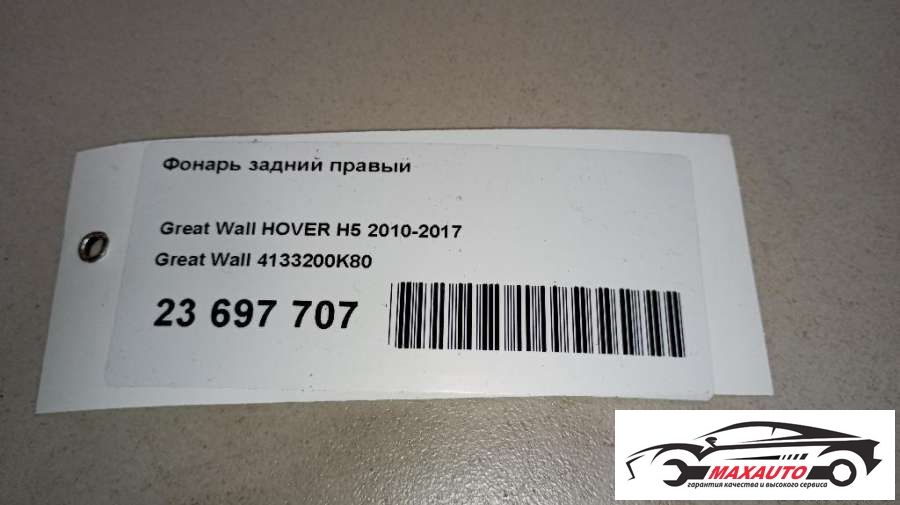 Фонарь задний правый
Great Wall HOVER H5 2010-2017
Great Wall 4133200K80
23 697 707
MAXAUTO
гарантия качества и высокого сервиса